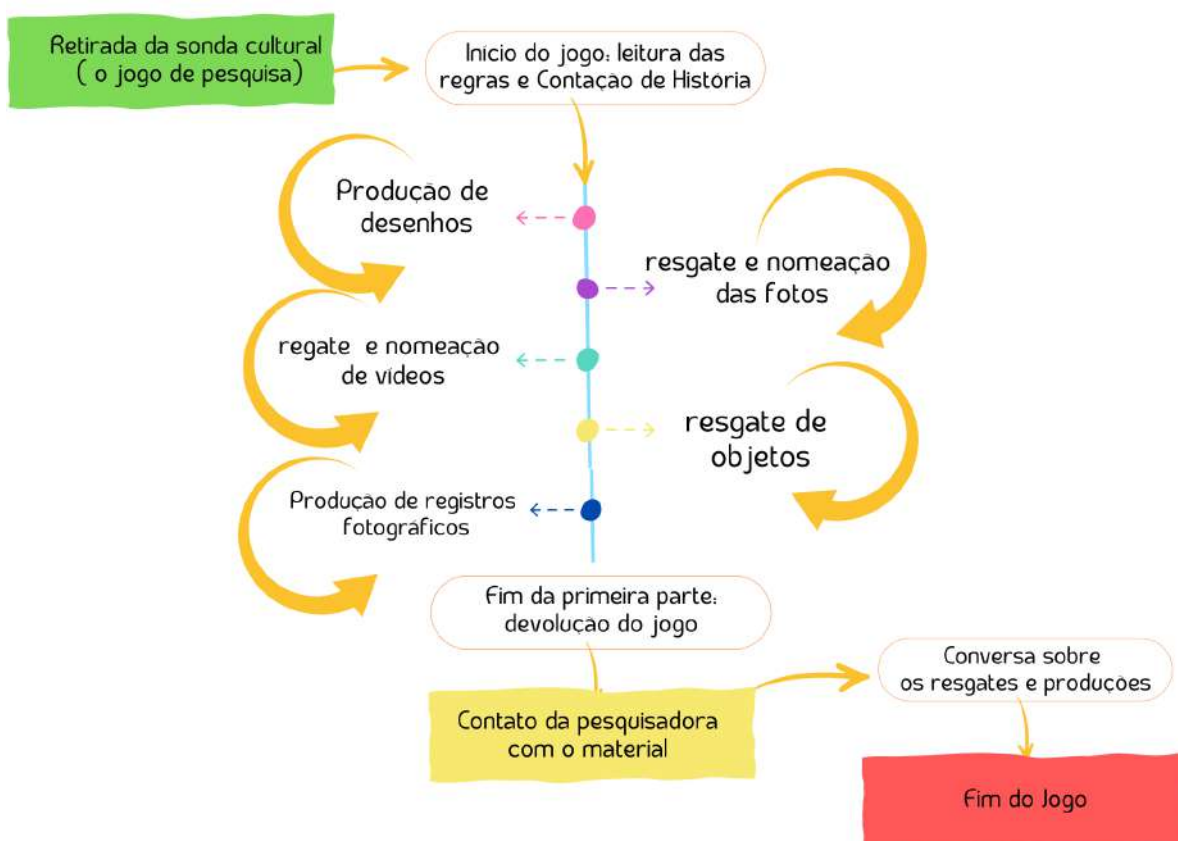 Retirada da sonda cultural
( o jogo de pesquisa)
Início do jogo: leitura das
regras e Contação de História
Produção de
desenhos
resgate e nomeação
das fotos
regate e nomeação
de vídeos
resgate de
objetos
Produção de registros
fotográficos
Fim da primeira parte:
devolução do jogo
Contato da pesquisadora
com o material
Conversa sobre
os resgates e produções
Fim do Jogo